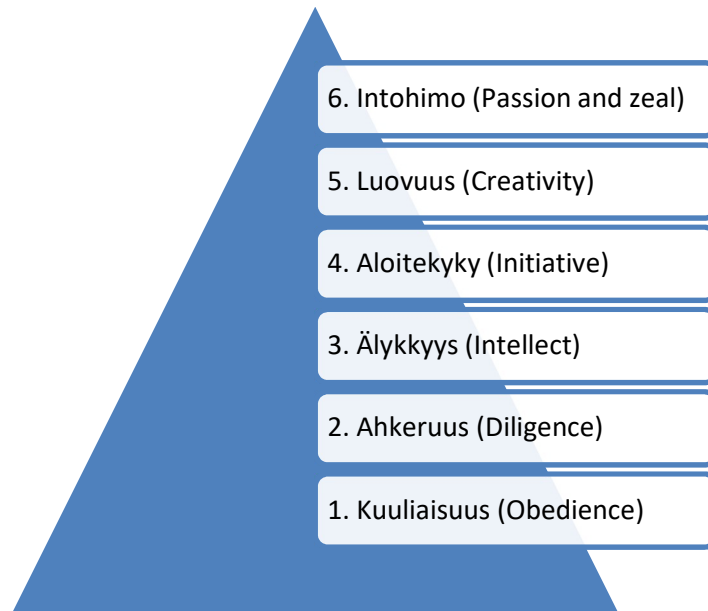 6. Intohimo (Passion and zeal)
5. Luovuus (Creativity)
4. Aloitekyky (Initiative)
3. Älykkyys (Intellect)
2. Ahkeruus (Diligence)
1. Kuuliaisuus (Obedience)